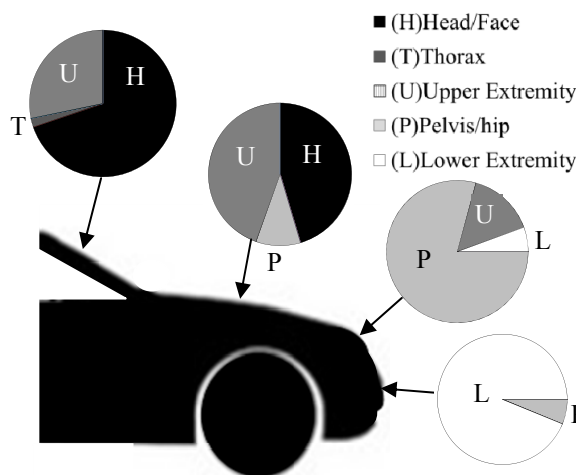 (H)Head/Face
(T)Thorax
(U)Upper Extremity
(P)Pelvis/hip
(L)Lower Extremity
U
H
T
U
H
P
U
P
L
L